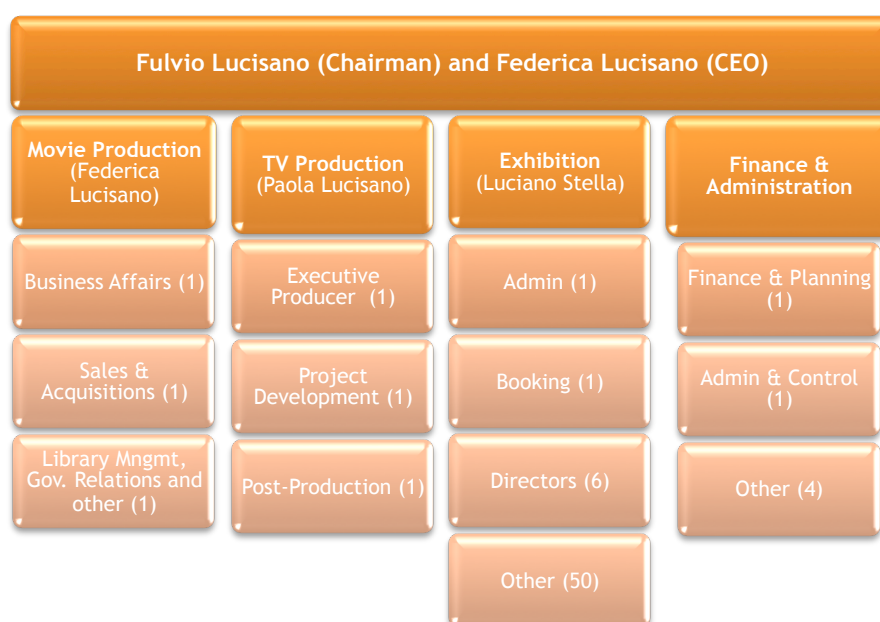 Fulvio Lucisano (Chairman) and Federica Lucisano (CEO)
Movie Production
(Federica
Lucisano)
Business Affairs (1)
Sales &
Acquisitions (1)
Library Mngmt,
Gov. Relations and
other (1)
TV Production
(Paola Lucisano)
Executive
Producer (1)
Project
Development (1)
Post-Production (1)
Exhibition
(Luciano Stella)
Admin (1)
Booking (1)
Directors (6)
Other (50)
Finance &
Administration
Finance & Planning
(1)
Admin & Control
(1)
Other (4)